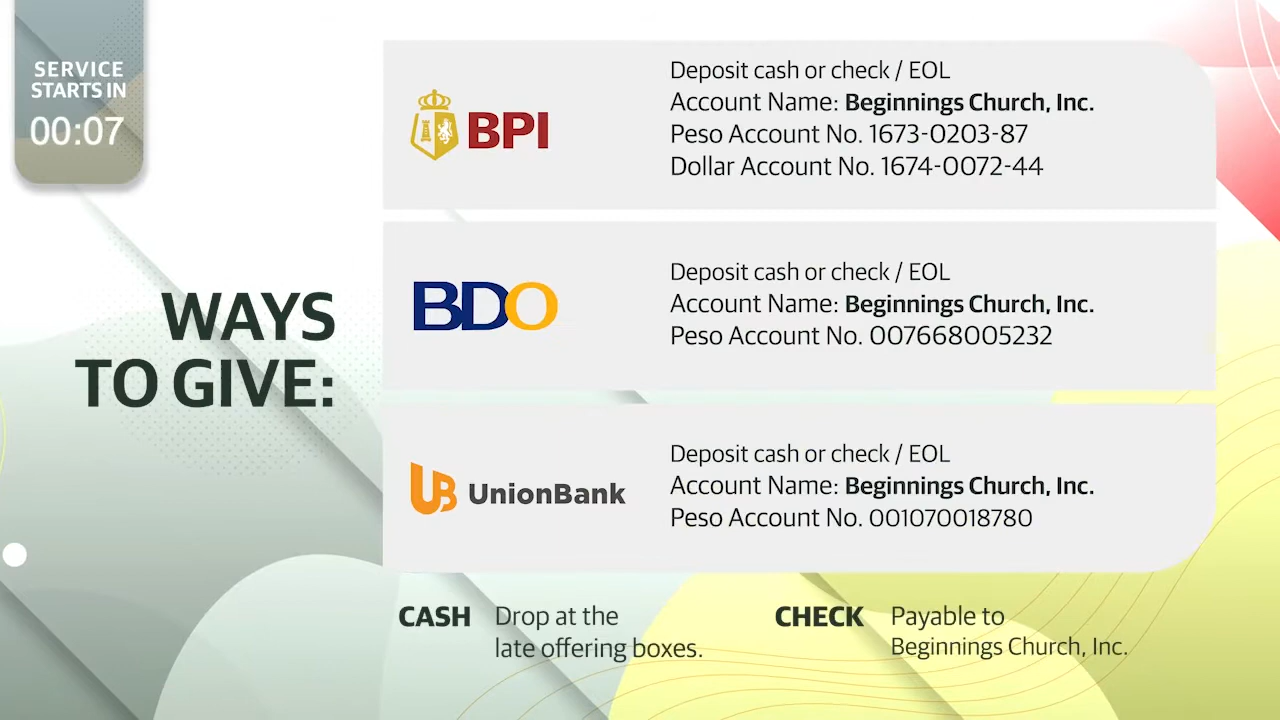 SERVICE
STARTS IN
00:07
WAYS
TO GIVE:
BPI
Deposit cash or check / EOL
Account Name: Beginnings Church, Inc.
Peso Account No. 1673-0203-87
Dollar Account No. 1674-0072-44
BDO
Deposit cash or check / EOL
Account Name: Beginnings Church, Inc.
Peso Account No. 007668005232
UB UnionBank
Deposit cash or check / EOL
Account Name: Beginnings Church, Inc.
Peso Account No. 001070018780
CASH Drop at the
late offering boxes.
CHECK Payable to
Beginnings Church, Inc.